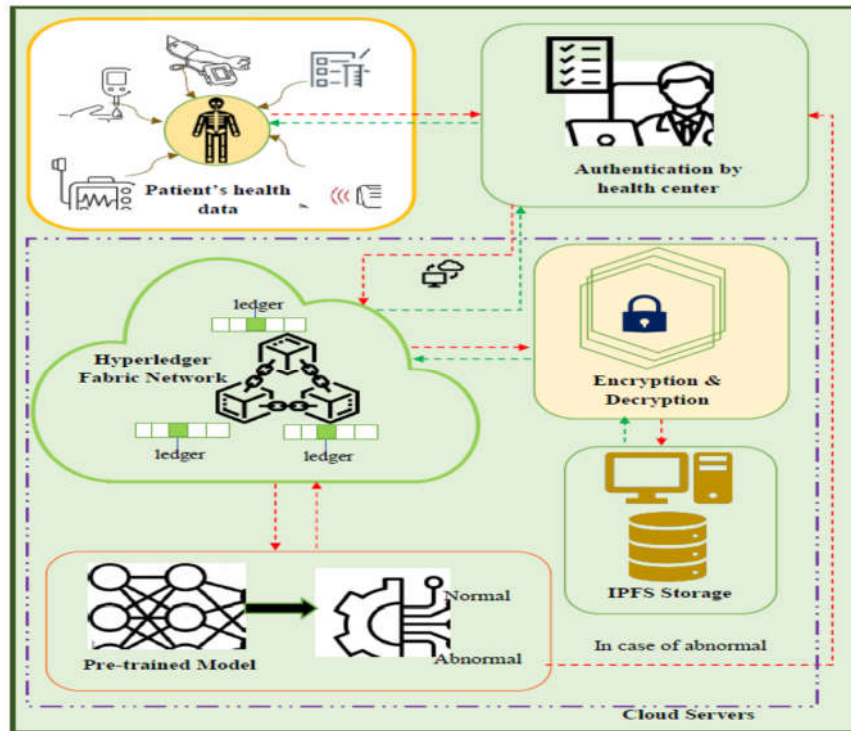 Patient's health
data
Authentication by
health center
ledger
Hyperledger
Fabric Network
ledger
ledger
Encryption &
Decryption
IPFS Storage
Normal
Abnormal
Pre-trained Model
In case of abnormal
Cloud Servers